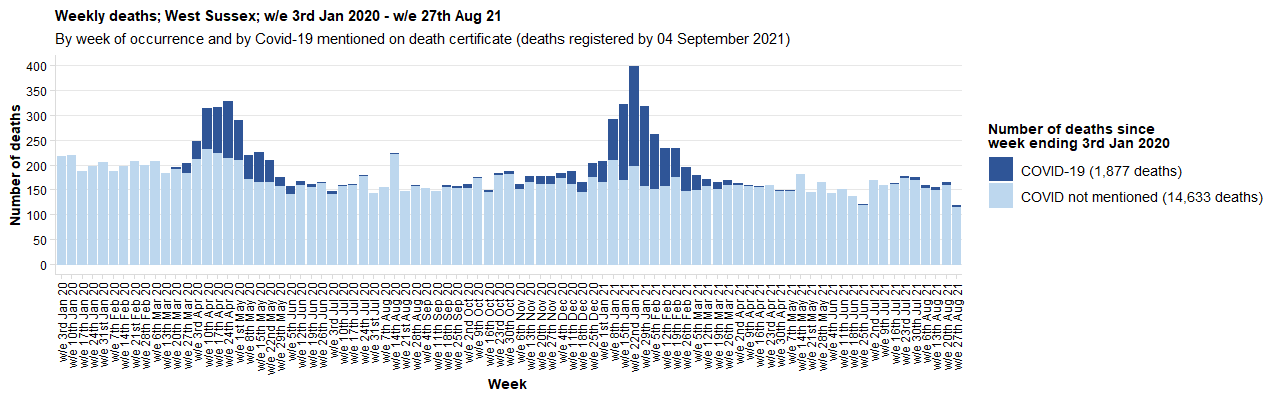 Weekly deaths; West Sussex; w/e 3rd Jan 2020 - w/e 27th Aug 21
By week of occurrence and by Covid-19 mentioned on death certificate (deaths registered by 04 September 2021)
Number of deaths
400
350
300
250
200
150
100
50
0
w/e 3rd Jan 20
w/e 10th Jan 20
w/e 17th Jan 20
w/e 24th Jan 20
w/e 31st Jan 20
w/e 7th Feb 20
w/e 14th Feb 20
w/e 21st Feb 20
w/e 28th Feb 20
w/e 6th Mar 20
w/e 13th Mar 20
w/e 20th Mar 20
w/e 27th Mar 20
w/e 3rd Apr 20
w/e 10th Apr 20
w/e 17th Apr 20
w/e 24th Apr 20
w/e 1st May 20
w/e 8th May 20
w/e 15th May 20
w/e 22nd May 20
w/e 29th May 20
w/e 5th Jun 20
w/e 12th Jun 20
w/e 19th Jun 20
w/e 26th Jun 20
w/e 3rd Jul 20
w/e 10th Jul 20
w/e 17th Jul 20
w/e 24th Jul 20
w/e 31st Jul 20
w/e 7th Aug 20
w/e 14th Aug 20
w/e 21st Aug 20
w/e 28th Aug 20
w/e 4th Sep 20
w/e 11th Sep 20
w/e 18th Sep 20
w/e 25th Sep 20
w/e 2nd Oct 20
w/e 9th Oct 20
w/e 16th Oct 20
w/e 23rd Oct 20
w/e 30th Oct 20
w/e 6th Nov 20
w/e 13th Nov 20
w/e 20th Nov 20
w/e 27th Nov 20
w/e 4th Dec 20
w/e 11th Dec 20
w/e 18th Dec 20
w/e 25th Dec 20
w/e 1st Jan 21
w/e 8th Jan 21
w/e 15th Jan 21
w/e 22nd Jan 21
w/e 29th Jan 21
w/e 5th Feb 21
w/e 12th Feb 21
w/e 19th Feb 21
w/e 26th Feb 21
w/e 5th Mar 21
w/e 12th Mar 21
w/e 19th Mar 21
w/e 26th Mar 21
w/e 2nd Apr 21
w/e 9th Apr 21
w/e 16th Apr 21
w/e 23rd Apr 21
w/e 30th Apr 21
w/e 7th May 21
w/e 14th May 21
w/e 21st May 21
w/e 28th May 21
w/e 4th Jun 21
w/e 11th Jun 21
w/e 18th Jun 21
w/e 25th Jun 21
w/e 2nd Jul 21
w/e 9th Jul 21
w/e 16th Jul 21
w/e 23rd Jul 21
w/e 30th Jul 21
w/e 6th Aug 21
w/e 13th Aug 21
w/e 20th Aug 21
w/e 27th Aug 21
Week
Number of deaths since
week ending 3rd Jan 2020
COVID-19 (1,877 deaths)
COVID not mentioned (14,633 deaths)